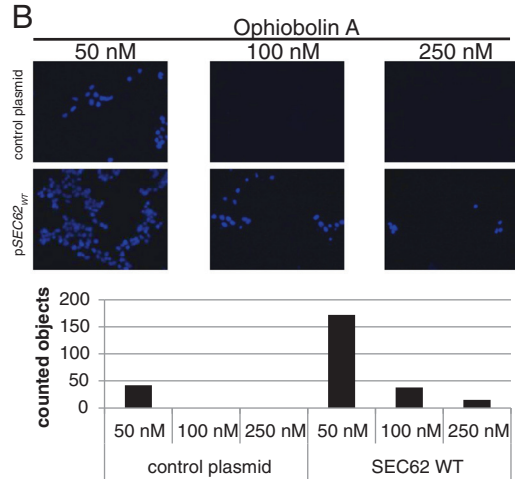 B
Ophiobolin A
50 nM 100 nM 250 nM
control plasmid
pSEC62WT
counted objects
200
150
100
50
0
50 nM 100 nM 250 nM 50 nM 100 nM 250 nM
control plasmid SEC62 WT